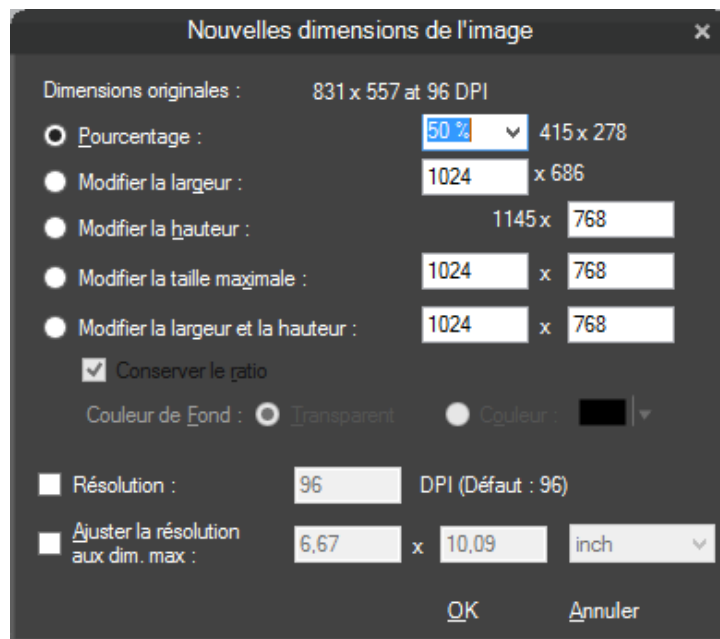 Nouvelles dimensions de l'image ×
Dimensions originales : 831 x 557 at 96 DPI
Pourcentage : 50 % 415 x 278
Modifier la largeur : 1024 x 686
Modifier la hauteur : 1145 x 768
Modifier la taille maximale : 1024 x 768
Modifier la largeur et la hauteur : 1024 x 768
Conserver le ratio
Couleur de Fond : Transparent Couleur :
Résolution : 96 DPI (Défaut : 96)
Ajuster la résolution
aux dim. max : 6,67 x 10,09 inch
OK Annuler